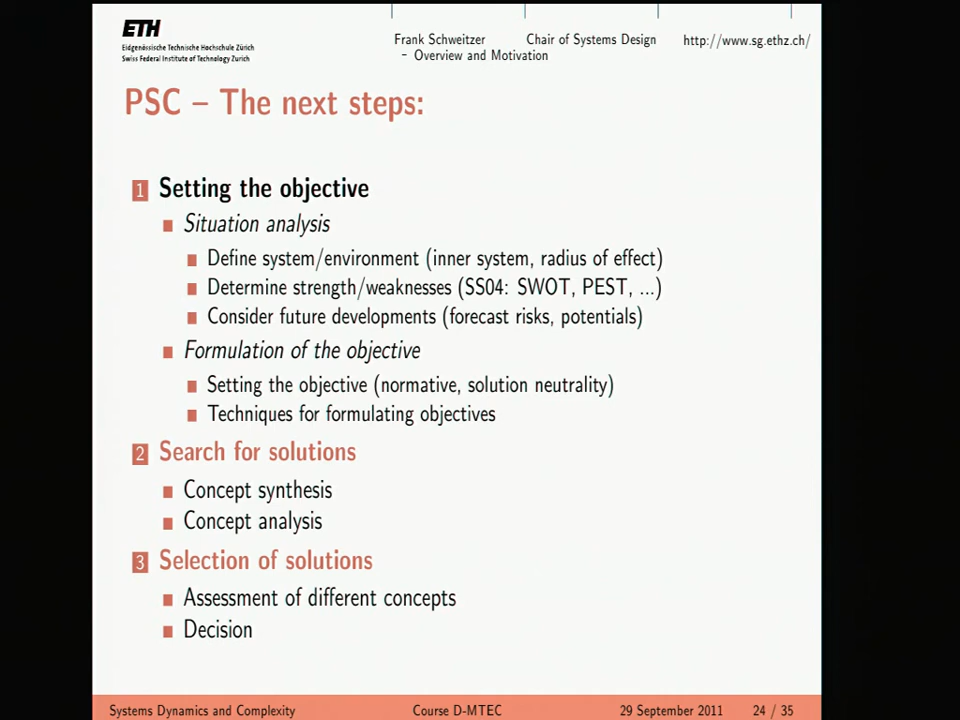 ETH
Eidgenössische Technische Hochschule Zürich
Swiss Federal Institute of Technology Zurich
Frank Schweitzer Chair of Systems Design http://www.sg.ethz.ch/
– Overview and Motivation
PSC – The next steps:
1 Setting the objective
Situation analysis
Define system/environment (inner system, radius of effect)
Determine strength/weaknesses (SS04: SWOT, PEST, ...)
Consider future developments (forecast risks, potentials)
Formulation of the objective
Setting the objective (normative, solution neutrality)
Techniques for formulating objectives
2 Search for solutions
Concept synthesis
Concept analysis
3 Selection of solutions
Assessment of different concepts
Decision
Systems Dynamics and Complexity Course D-MTEC 29 September 2011 24 / 35